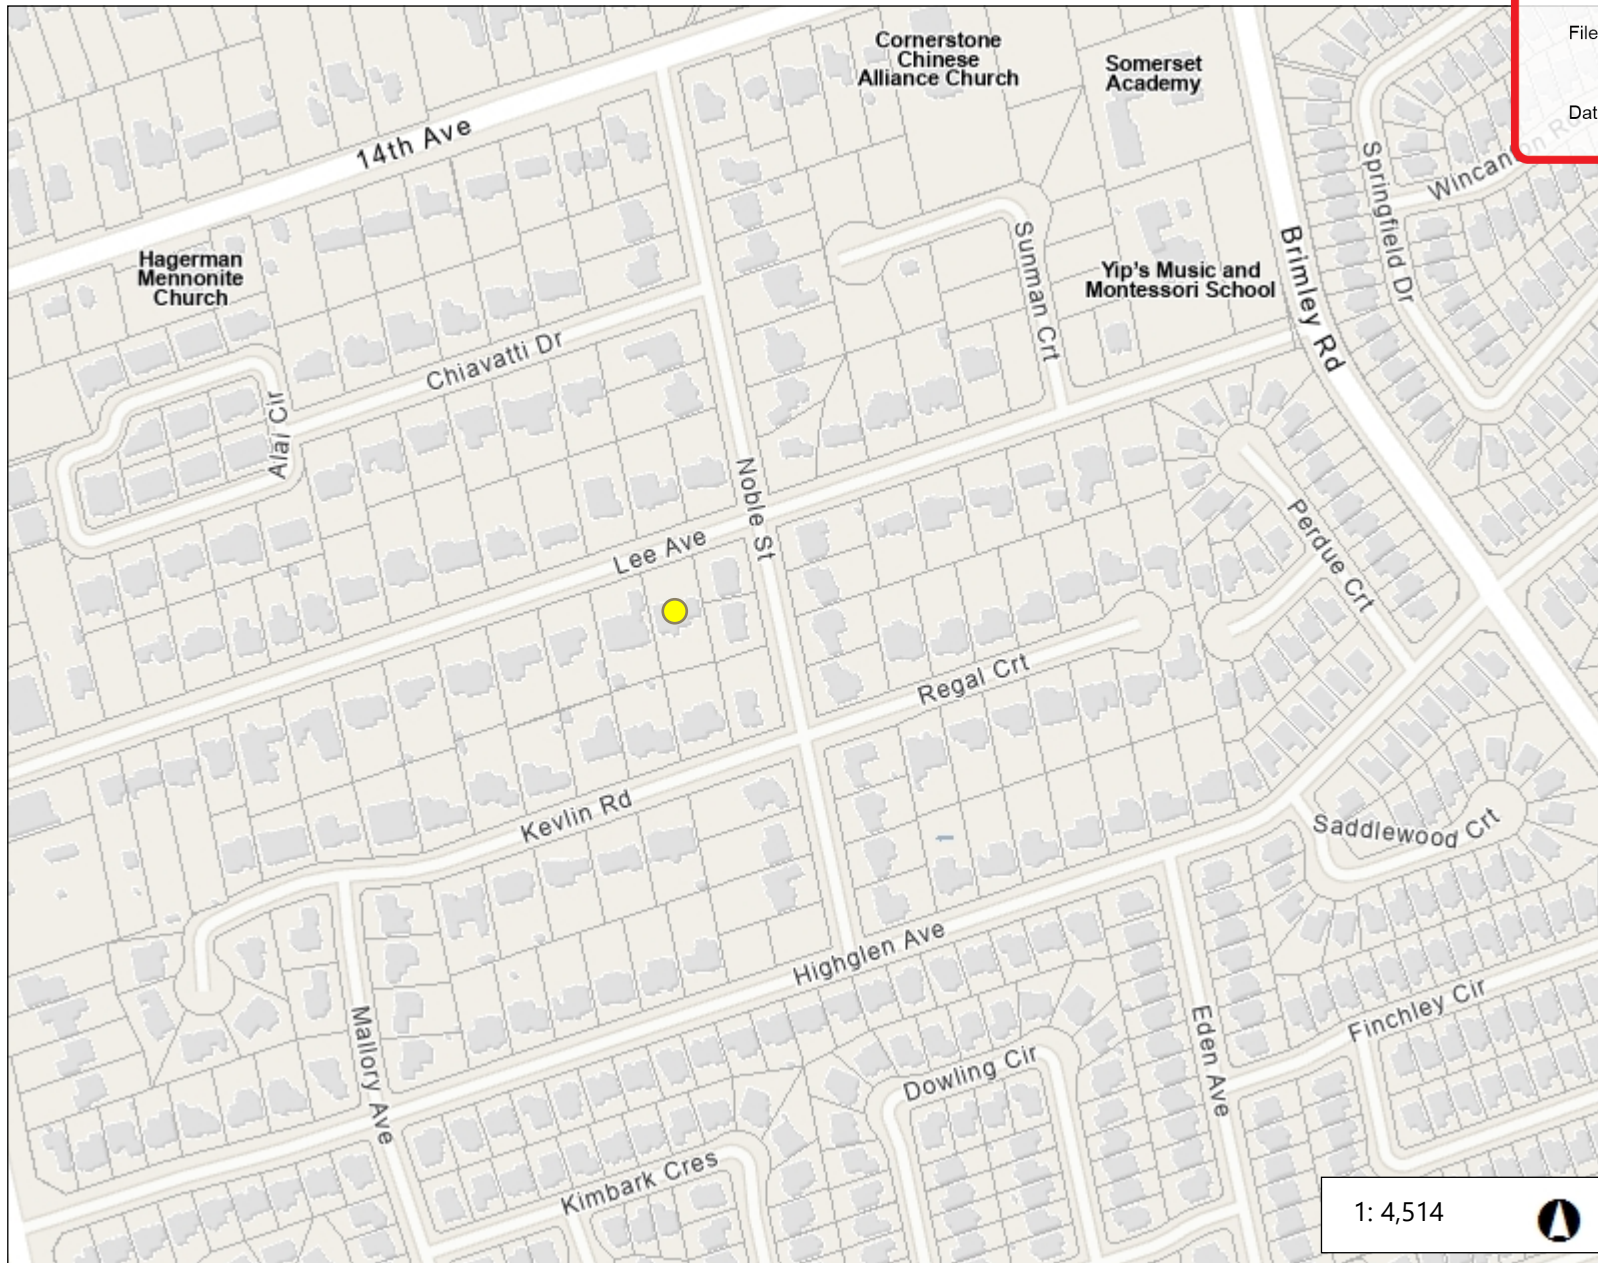 File
Dat
Cornerstone
Chinese
Alliance Church
Somerset
Academy
14th Ave
Springfield Dr
Hagerman
Mennonite
Church
Sunman Crt
Yip's Music and
Montessori School
Brimley Rd
Chiavatti Dr
Alai Cir
Noble St
Lee Ave
Perdue Crt
Regal Crt
Kevlin Rd
Saddlewood Crt
Highglen Ave
Mallory Ave
Eden Ave
Finchley Cir
Dowling Cir
Kimbark Cres
1: 4,514